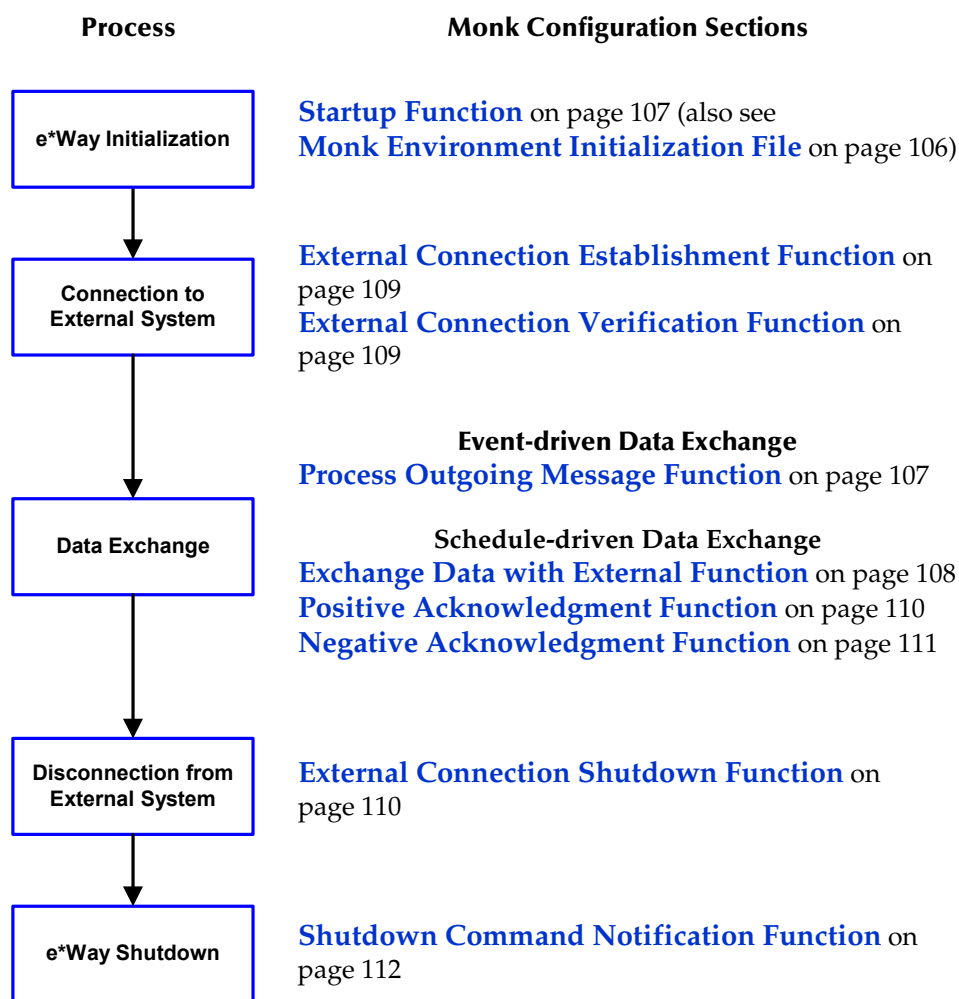 Process
Monk Configuration Sections
e*Way Initialization
Startup Function on page 107 (also see
Monk Environment Initialization File on page 106)
Connection to
External System
External Connection Establishment Function on
page 109
External Connection Verification Function on
page 109
Data Exchange
Event-driven Data Exchange
Process Outgoing Message Function on page 107
Schedule-driven Data Exchange
Exchange Data with External Function on page 108
Positive Acknowledgment Function on page 110
Negative Acknowledgment Function on page 111
Disconnection from
External System
External Connection Shutdown Function on
page 110
e*Way Shutdown
Shutdown Command Notification Function on
page 112